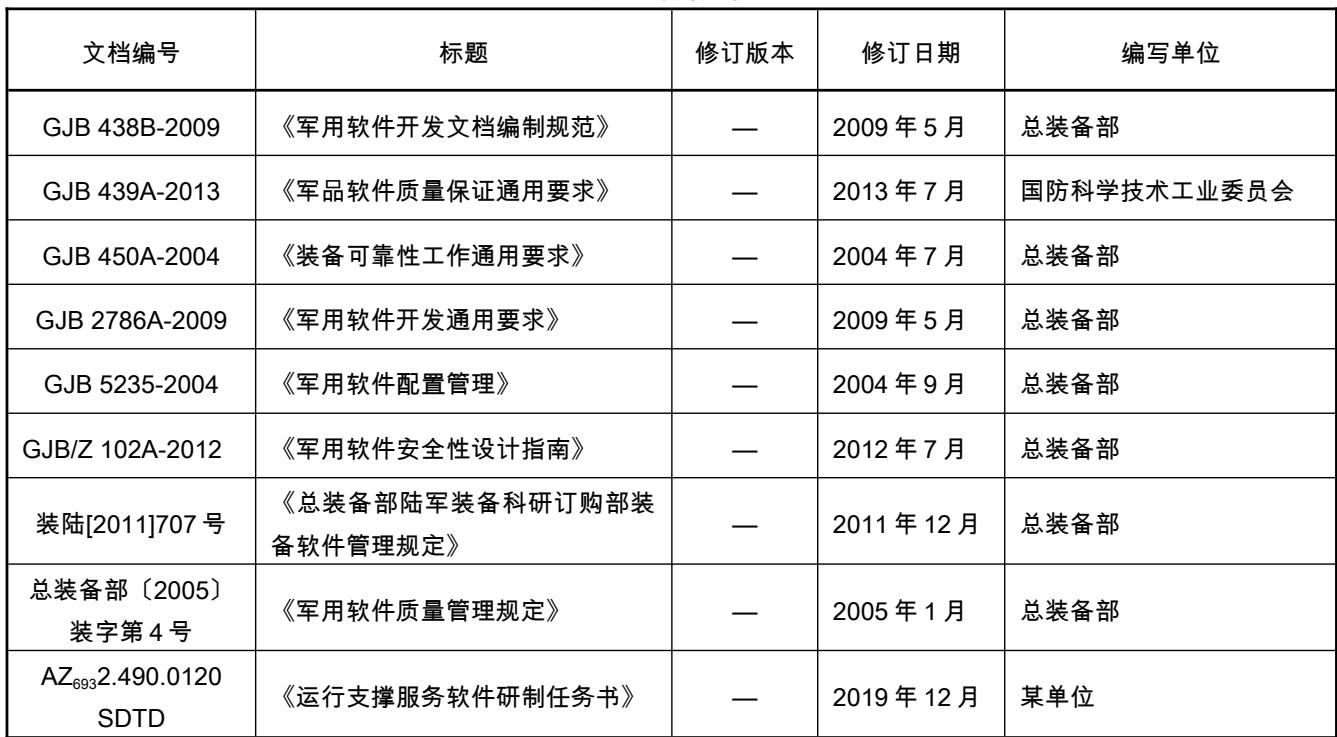 文档编号 标题 修订版本 修订日期 编写单位
GJB 438B-2009 《军用软件开发文档编制规范》 — 2009 年 5 月 总装备部
GJB 439A-2013 《军品软件质量保证通用要求》 — 2013 年 7 月 国防科学技术工业委员会
GJB 450A-2004 《装备可靠性工作通用要求》 — 2004 年 7 月 总装备部
GJB 2786A-2009 《军用软件开发通用要求》 — 2009 年 5 月 总装备部
GJB 5235-2004 《军用软件配置管理》 — 2004 年 9 月 总装备部
GJB/Z 102A-2012 《军用软件安全性设计指南》 — 2012 年 7 月 总装备部
装陆[2011]707 号 《总装备部陆军装备科研订购部装
备软件管理规定》 — 2011 年 12 月 总装备部
总装备部〔2005〕
装字第 4 号 《军用软件质量管理规定》 — 2005 年 1 月 总装备部
AZ₆₉₃2.490.0120
SDTD 《运行支撑服务软件研制任务书》 — 2019 年 12 月 某单位